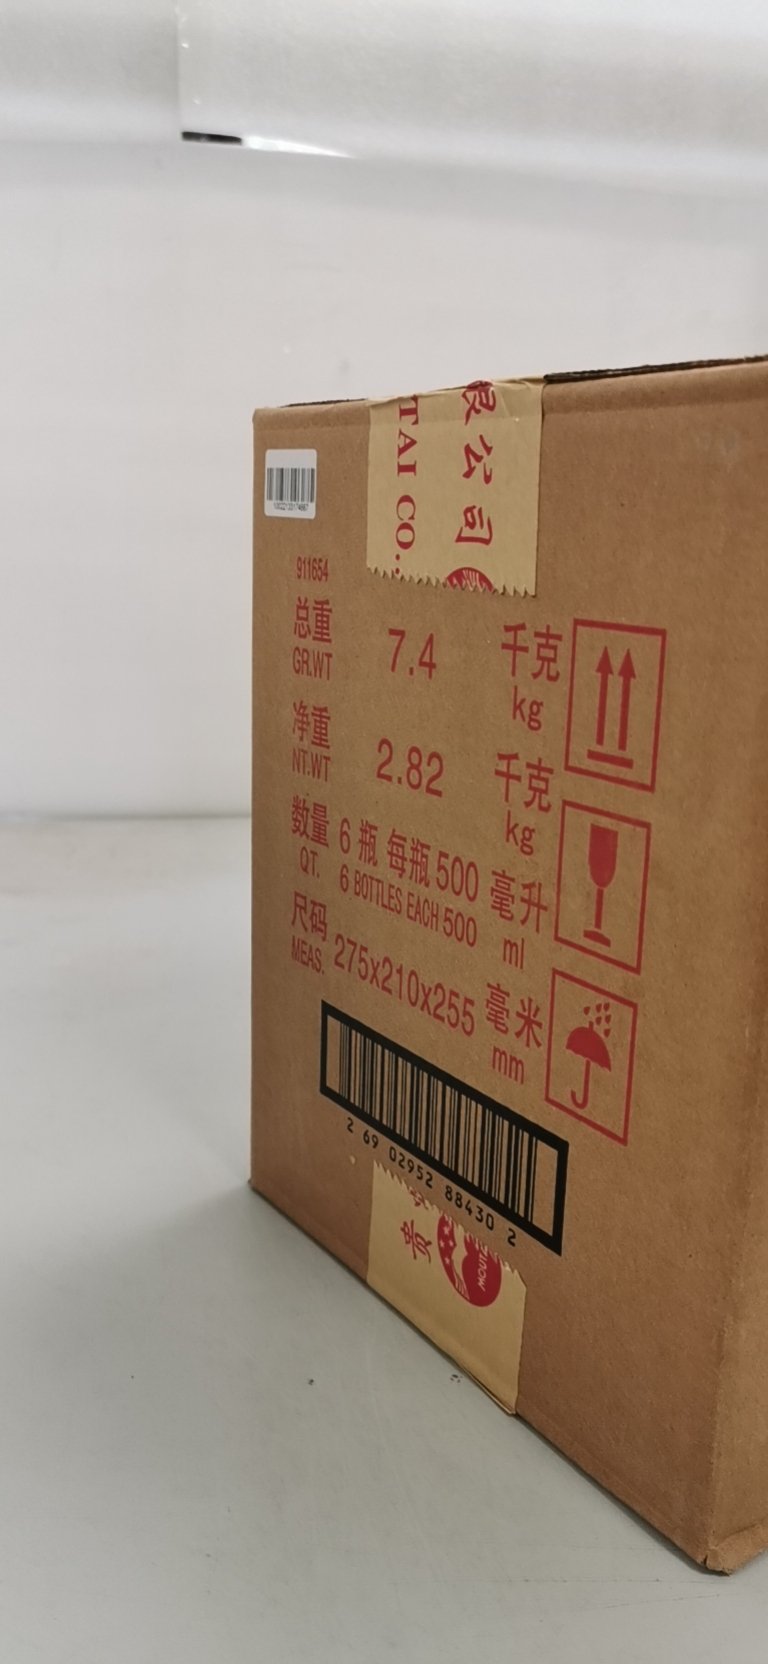 限公司
TAI CO.,
911654
总重 7.4 千克
GR.WT kg
净重 2.82 千克
NT.WT kg
数量 6 瓶 每瓶 500 毫升
QT. 6 BOTTLES EACH 500 ml
尺码 275x210x255 毫米
MEAS. mm
2 69 02952 88430 2
贵
MOUTA